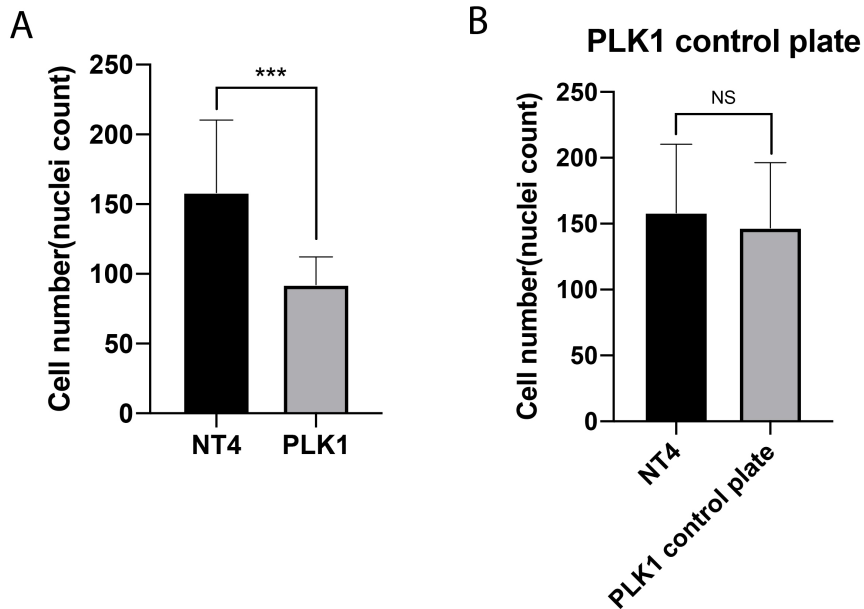 A
Cell number(nuclei count)
250
200
150
100
50
0
***
NT4
PLK1
B
PLK1 control plate
Cell number(nuclei count)
250
200
150
100
50
0
NS
NT4
PLK1 control plate